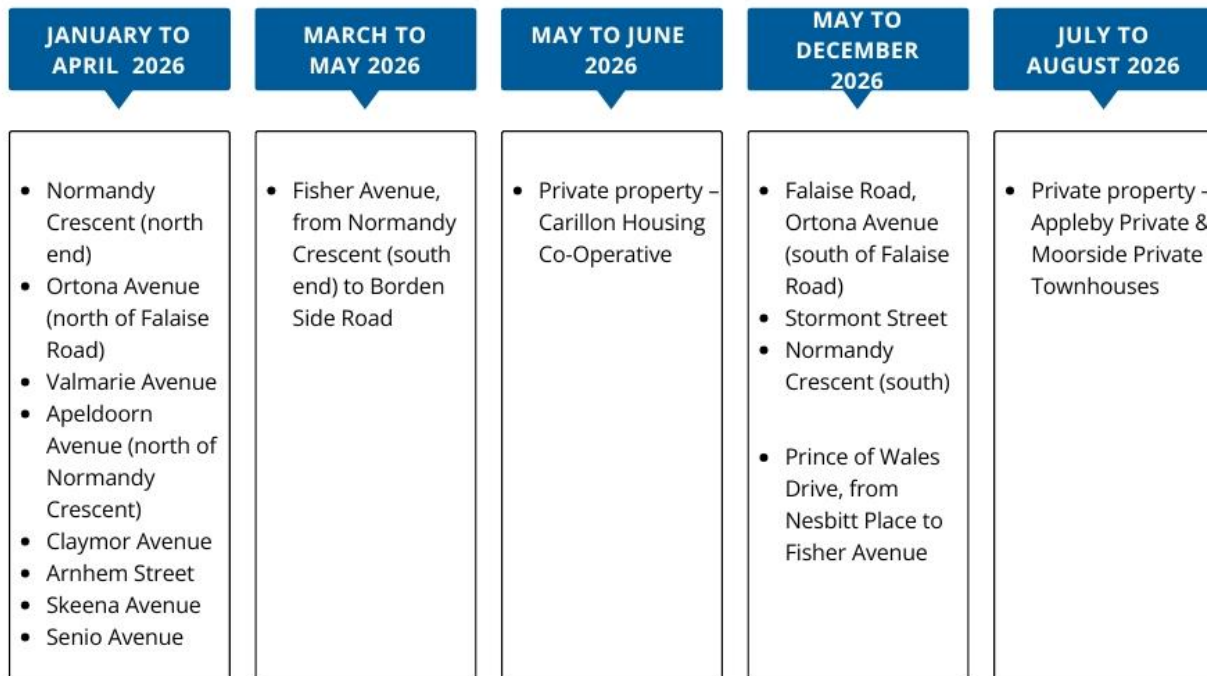 JANUARY TO
APRIL 2026
• Normandy
Crescent (north
end)
• Ortona Avenue
(north of Falaise
Road)
• Valmarie Avenue
• Apeldoorn
Avenue (north of
Normandy
Crescent)
• Claymor Avenue
• Arnhem Street
• Skeena Avenue
• Senio Avenue
MARCH TO
MAY 2026
• Fisher Avenue,
from Normandy
Crescent (south
end) to Borden
Side Road
MAY TO JUNE
2026
• Private property –
Carillon Housing
Co-Operative
MAY TO
DECEMBER
2026
• Falaise Road,
Ortona Avenue
(south of Falaise
Road)
• Stormont Street
• Normandy
Crescent (south)
• Prince of Wales
Drive, from
Nesbitt Place to
Fisher Avenue
JULY TO
AUGUST 2026
• Private property –
Appleby Private &
Moorside Private
Townhouses